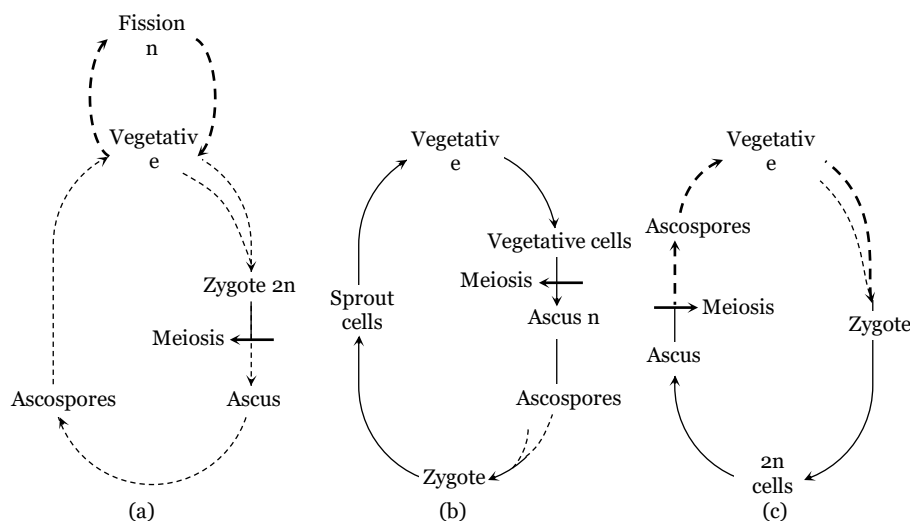 Fission
n
Vegetativ
e
Zygote 2n
Meiosis
Ascospores
Ascus
(a)
Vegetativ
e
Vegetative cells
Meiosis
Sprout
cells
Ascus n
Ascospores
Zygote
(b)
Vegetativ
e
Ascospores
Meiosis
Zygote
Ascus
2n
cells
(c)